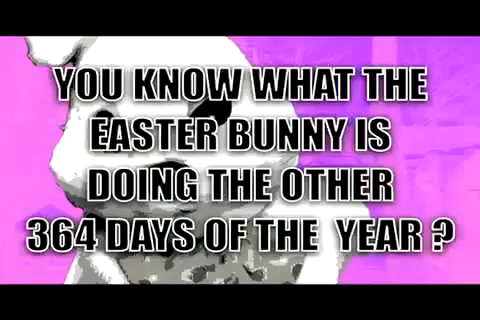 YOU KNOW WHAT THE
EASTER BUNNY IS
DOING THE OTHER
364 DAYS OF THE  YEAR ?